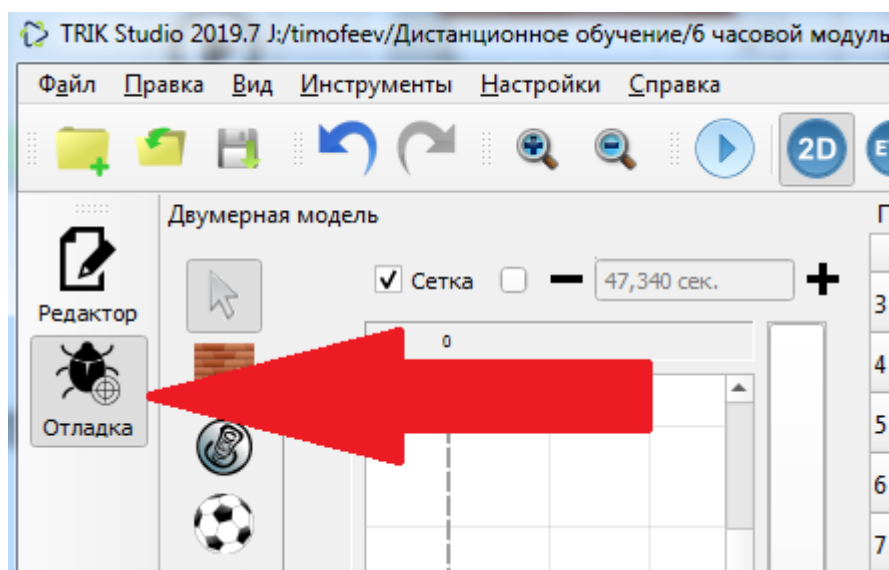 TRIK Studio 2019.7 J:/timofeev/Дистанционное обучение/6 часовой модуль
Файл Правка Вид Инструменты Настройки Справка
2D
Двумерная модель
Редактор
Сетка
47,340 сек.
0
3
4
Отладка
5
6
7